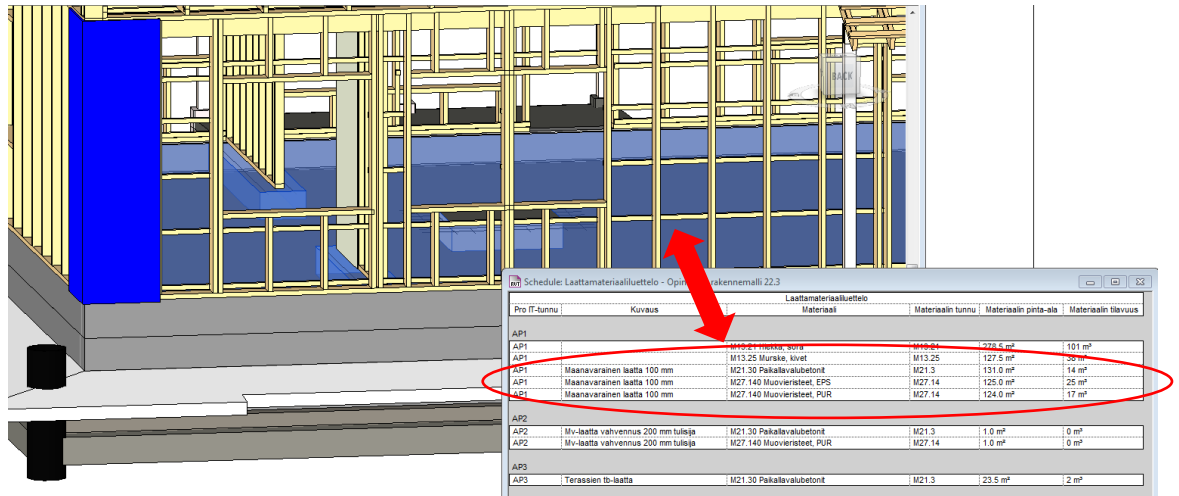 BACK
Schedule: Laattamateriaaliluettelo - Opin rakennemalli 22.3
Laattamateriaaliluettelo
Pro IT-tunnu Kuvaus Materiaali Materiaalin tunnu Materiaalin pinta-ala Materiaalin tilavuus
AP1
AP1 M13.21 Hiekka, sora M13.21 278.5 m² 101 m³
AP1 M13.25 Murske, kivet M13.25 127.5 m² 38 m³
AP1 Maanavarainen laatta 100 mm M21.30 Paikallavalubetonit M21.3 131.0 m² 14 m³
AP1 Maanavarainen laatta 100 mm M27.140 Muovieristeet, EPS M27.14 125.0 m² 25 m³
AP1 Maanavarainen laatta 100 mm M27.140 Muovieristeet, PUR M27.14 124.0 m² 17 m³
AP2
AP2 Mv-laatta vahvennus 200 mm tulisija M21.30 Paikallavalubetonit M21.3 1.0 m² 0 m³
AP2 Mv-laatta vahvennus 200 mm tulisija M27.140 Muovieristeet, PUR M27.14 1.0 m² 0 m³
AP3
AP3 Terassien tb-laatta M21.30 Paikallavalubetonit M21.3 23.5 m² 2 m³